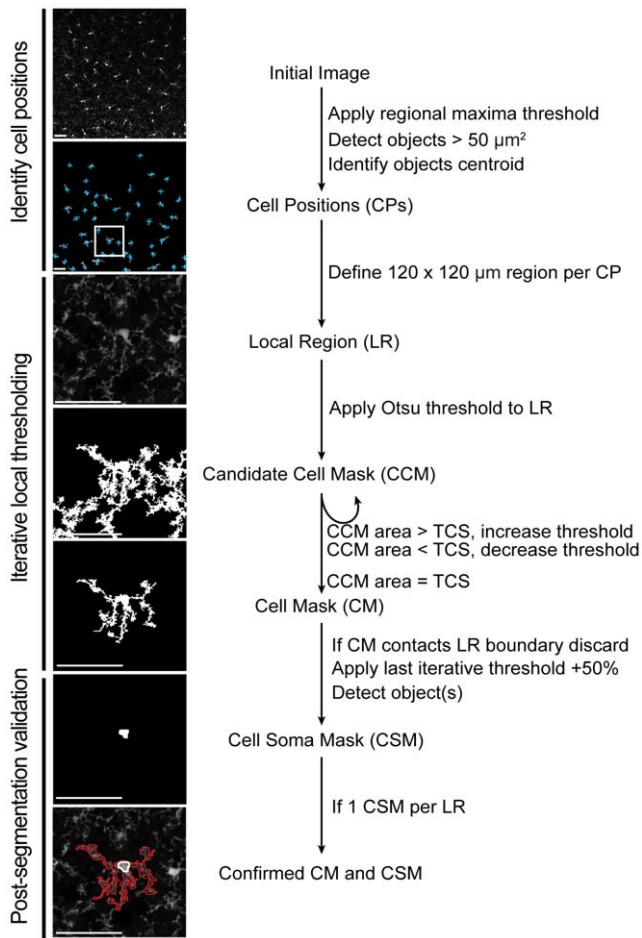 Identify cell positions
Iterative local thresholding
Post-segmentation validation
Initial Image
Apply regional maxima threshold
Detect objects > 50 µm²
Identify objects centroid
Cell Positions (CPs)
Define 120 x 120 µm region per CP
Local Region (LR)
Apply Otsu threshold to LR
Candidate Cell Mask (CCM)
CCM area > TCS, increase threshold
CCM area < TCS, decrease threshold
CCM area = TCS
Cell Mask (CM)
If CM contacts LR boundary discard
Apply last iterative threshold +50%
Detect object(s)
Cell Soma Mask (CSM)
If 1 CSM per LR
Confirmed CM and CSM